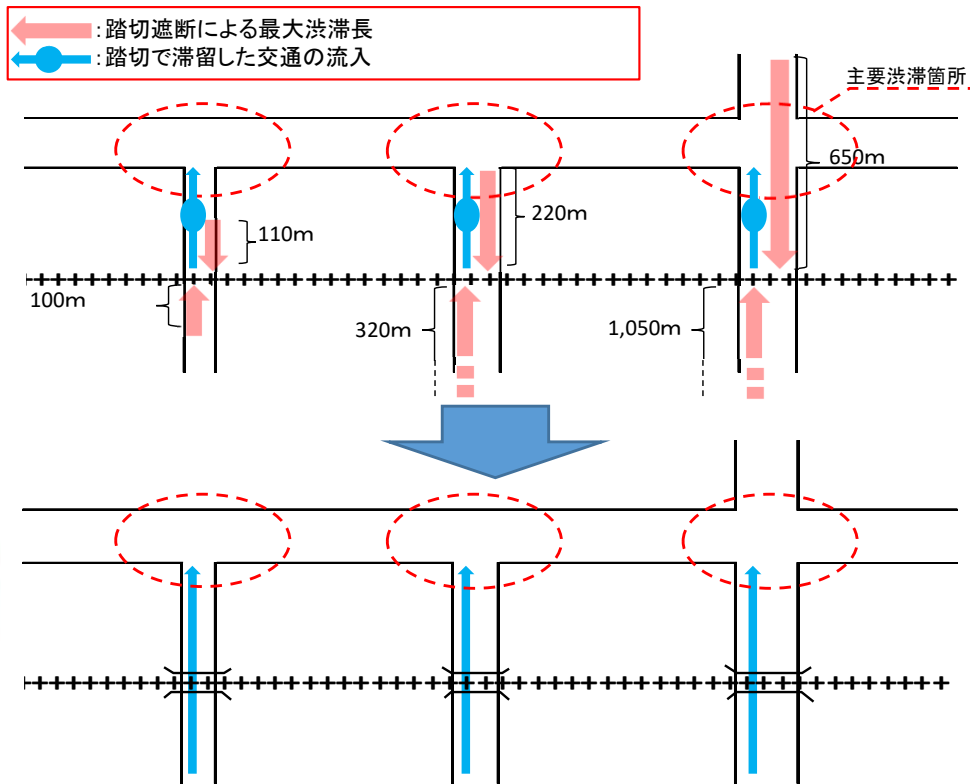 ：踏切遮断による最大渋滞長
：踏切で滞留した交通の流入
主要渋滞箇所
650m
220m
110m
100m
320m
1,050m